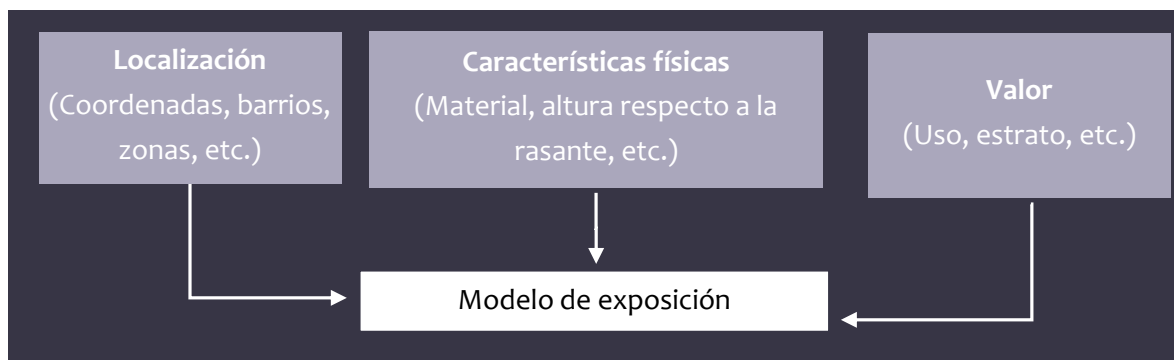 Localización
(Coordenadas, barrios,
zonas, etc.)
Características físicas
(Material, altura respecto a la
rasante, etc.)
Valor
(Uso, estrato, etc.)
Modelo de exposición